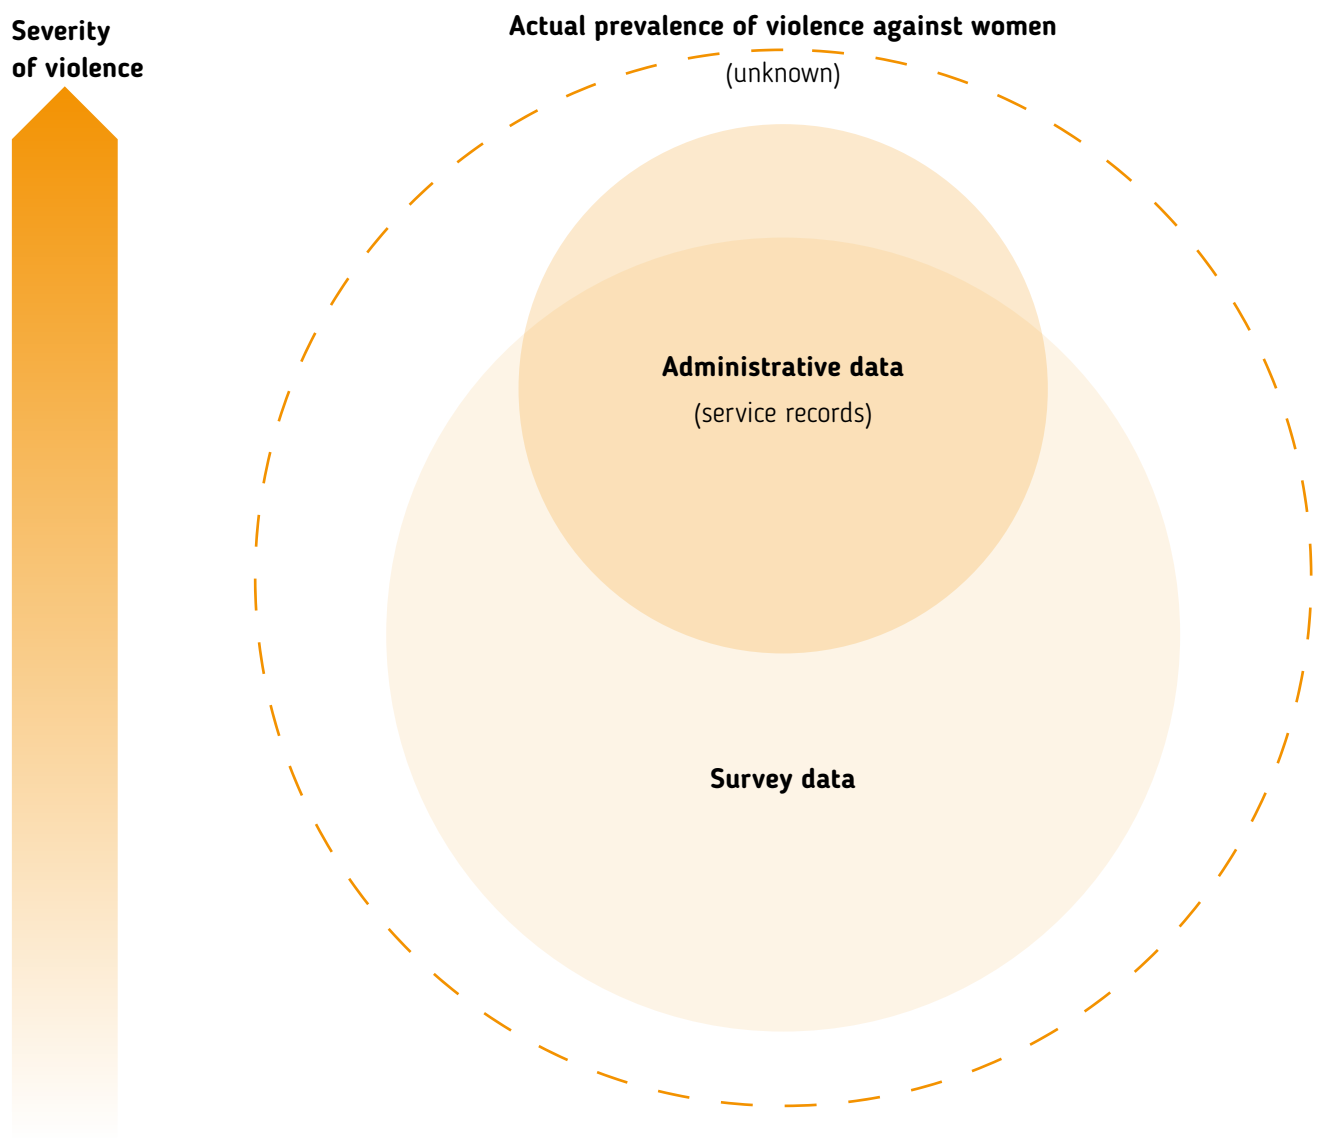 Severity
of violence
Actual prevalence of violence against women
(unknown)
Administrative data
(service records)
Survey data